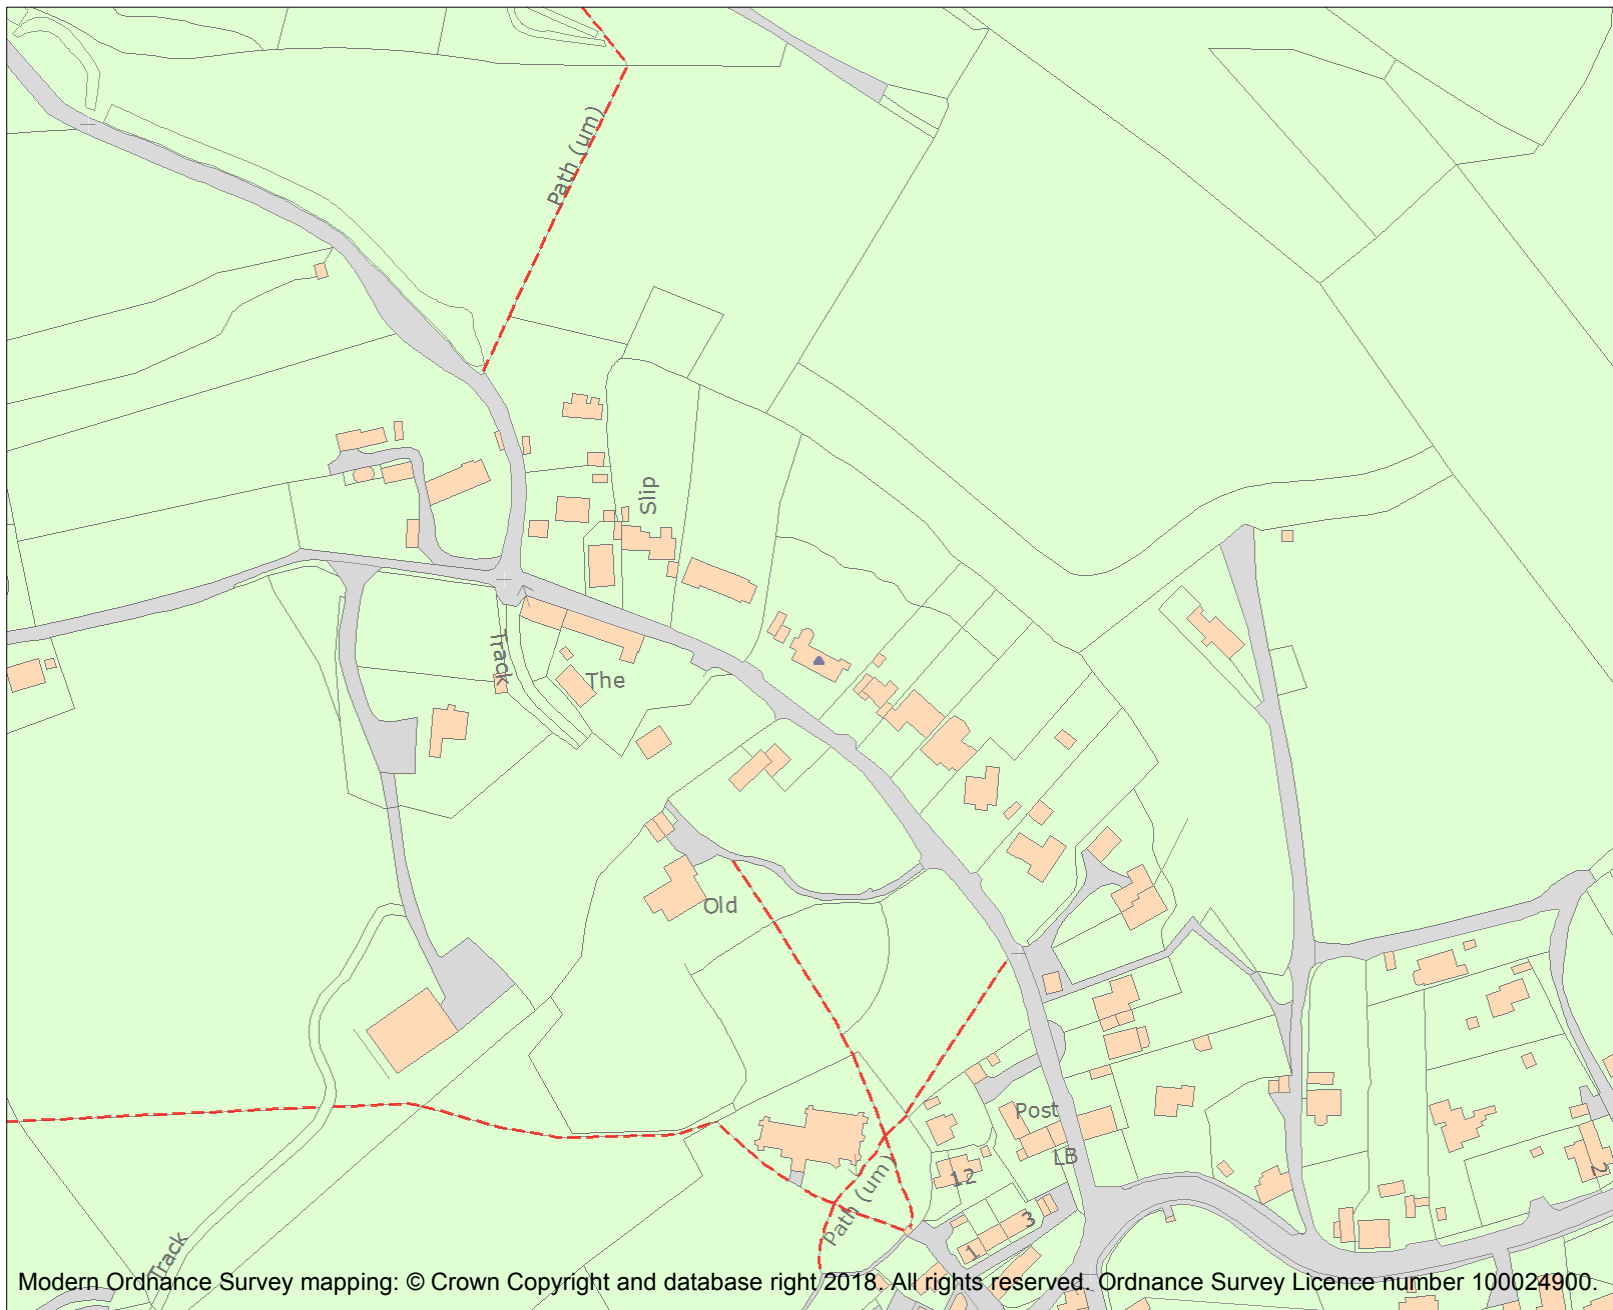 Path (um)
Slip
Track
The
Old
Post
LB
Path (um)
12
3
1
2
Track
Modern Ordnance Survey mapping: © Crown Copyright and database right 2018. All rights reserved. Ordnance Survey Licence number 100024900.